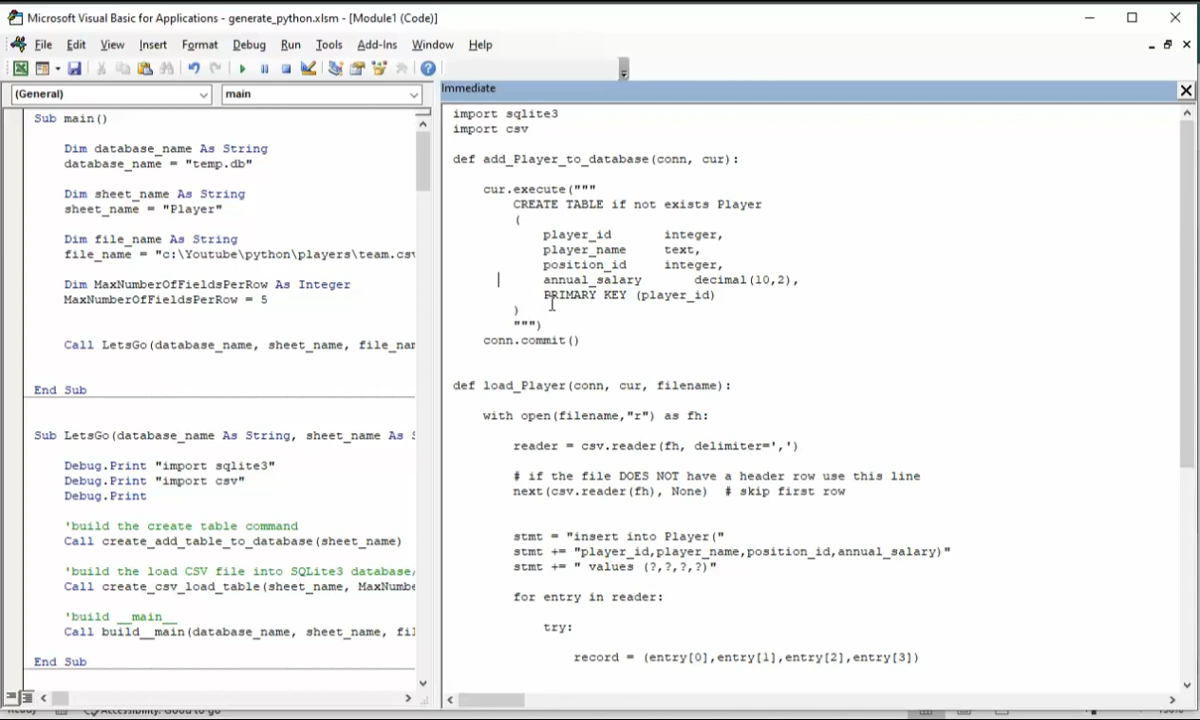 Microsoft Visual Basic for Applications - generate_python.xlsm - [Module1 (Code)]
File Edit View Insert Format Debug Run Tools Add-Ins Window Help
(General)
main
Sub main()
Dim database_name As String
database_name = "temp.db"
Dim sheet_name As String
sheet_name = "Player"
Dim file_name As String
file_name = "c:\Youtube\python\players\team.csv
Dim MaxNumberOfFieldsPerRow As Integer
MaxNumberOfFieldsPerRow = 5
Call LetsGo(database_name, sheet_name, file_nam
End Sub
Sub LetsGo(database_name As String, sheet_name As S
Debug.Print "import sqlite3"
Debug.Print "import csv"
Debug.Print
'build the create table command
Call create_add_table_to_database(sheet_name)
'build the load CSV file into SQLite3 database/
Call create_csv_load_table(sheet_name, MaxNumbe
'build __main__
Call build__main(database_name, sheet_name, fil
End Sub
Immediate
import sqlite3
import csv
def add_Player_to_database(conn, cur):
cur.execute("""
CREATE TABLE if not exists Player
(
player_id integer,
player_name text,
position_id integer,
annual_salary decimal(10,2),
PRIMARY KEY (player_id)
)
""")
conn.commit()
def load_Player(conn, cur, filename):
with open(filename,"r") as fh:
reader = csv.reader(fh, delimiter=',')
# if the file DOES NOT have a header row use this line
next(csv.reader(fh), None) # skip first row
stmt = "insert into Player("
stmt += "player_id,player_name,position_id,annual_salary)"
stmt += " values (?,?,?,?)"
for entry in reader:
try:
record = (entry[0],entry[1],entry[2],entry[3])
Accessibility: Good to go